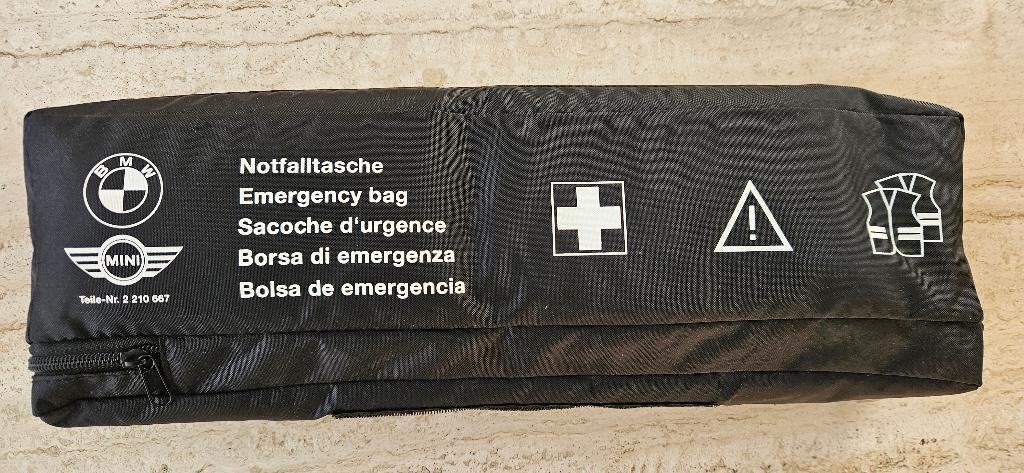 BMW
MINI
Teile-Nr. 2 210 667
Notfalltasche
Emergency bag
Sacoche d'urgence
Borsa di emergenza
Bolsa de emergencia